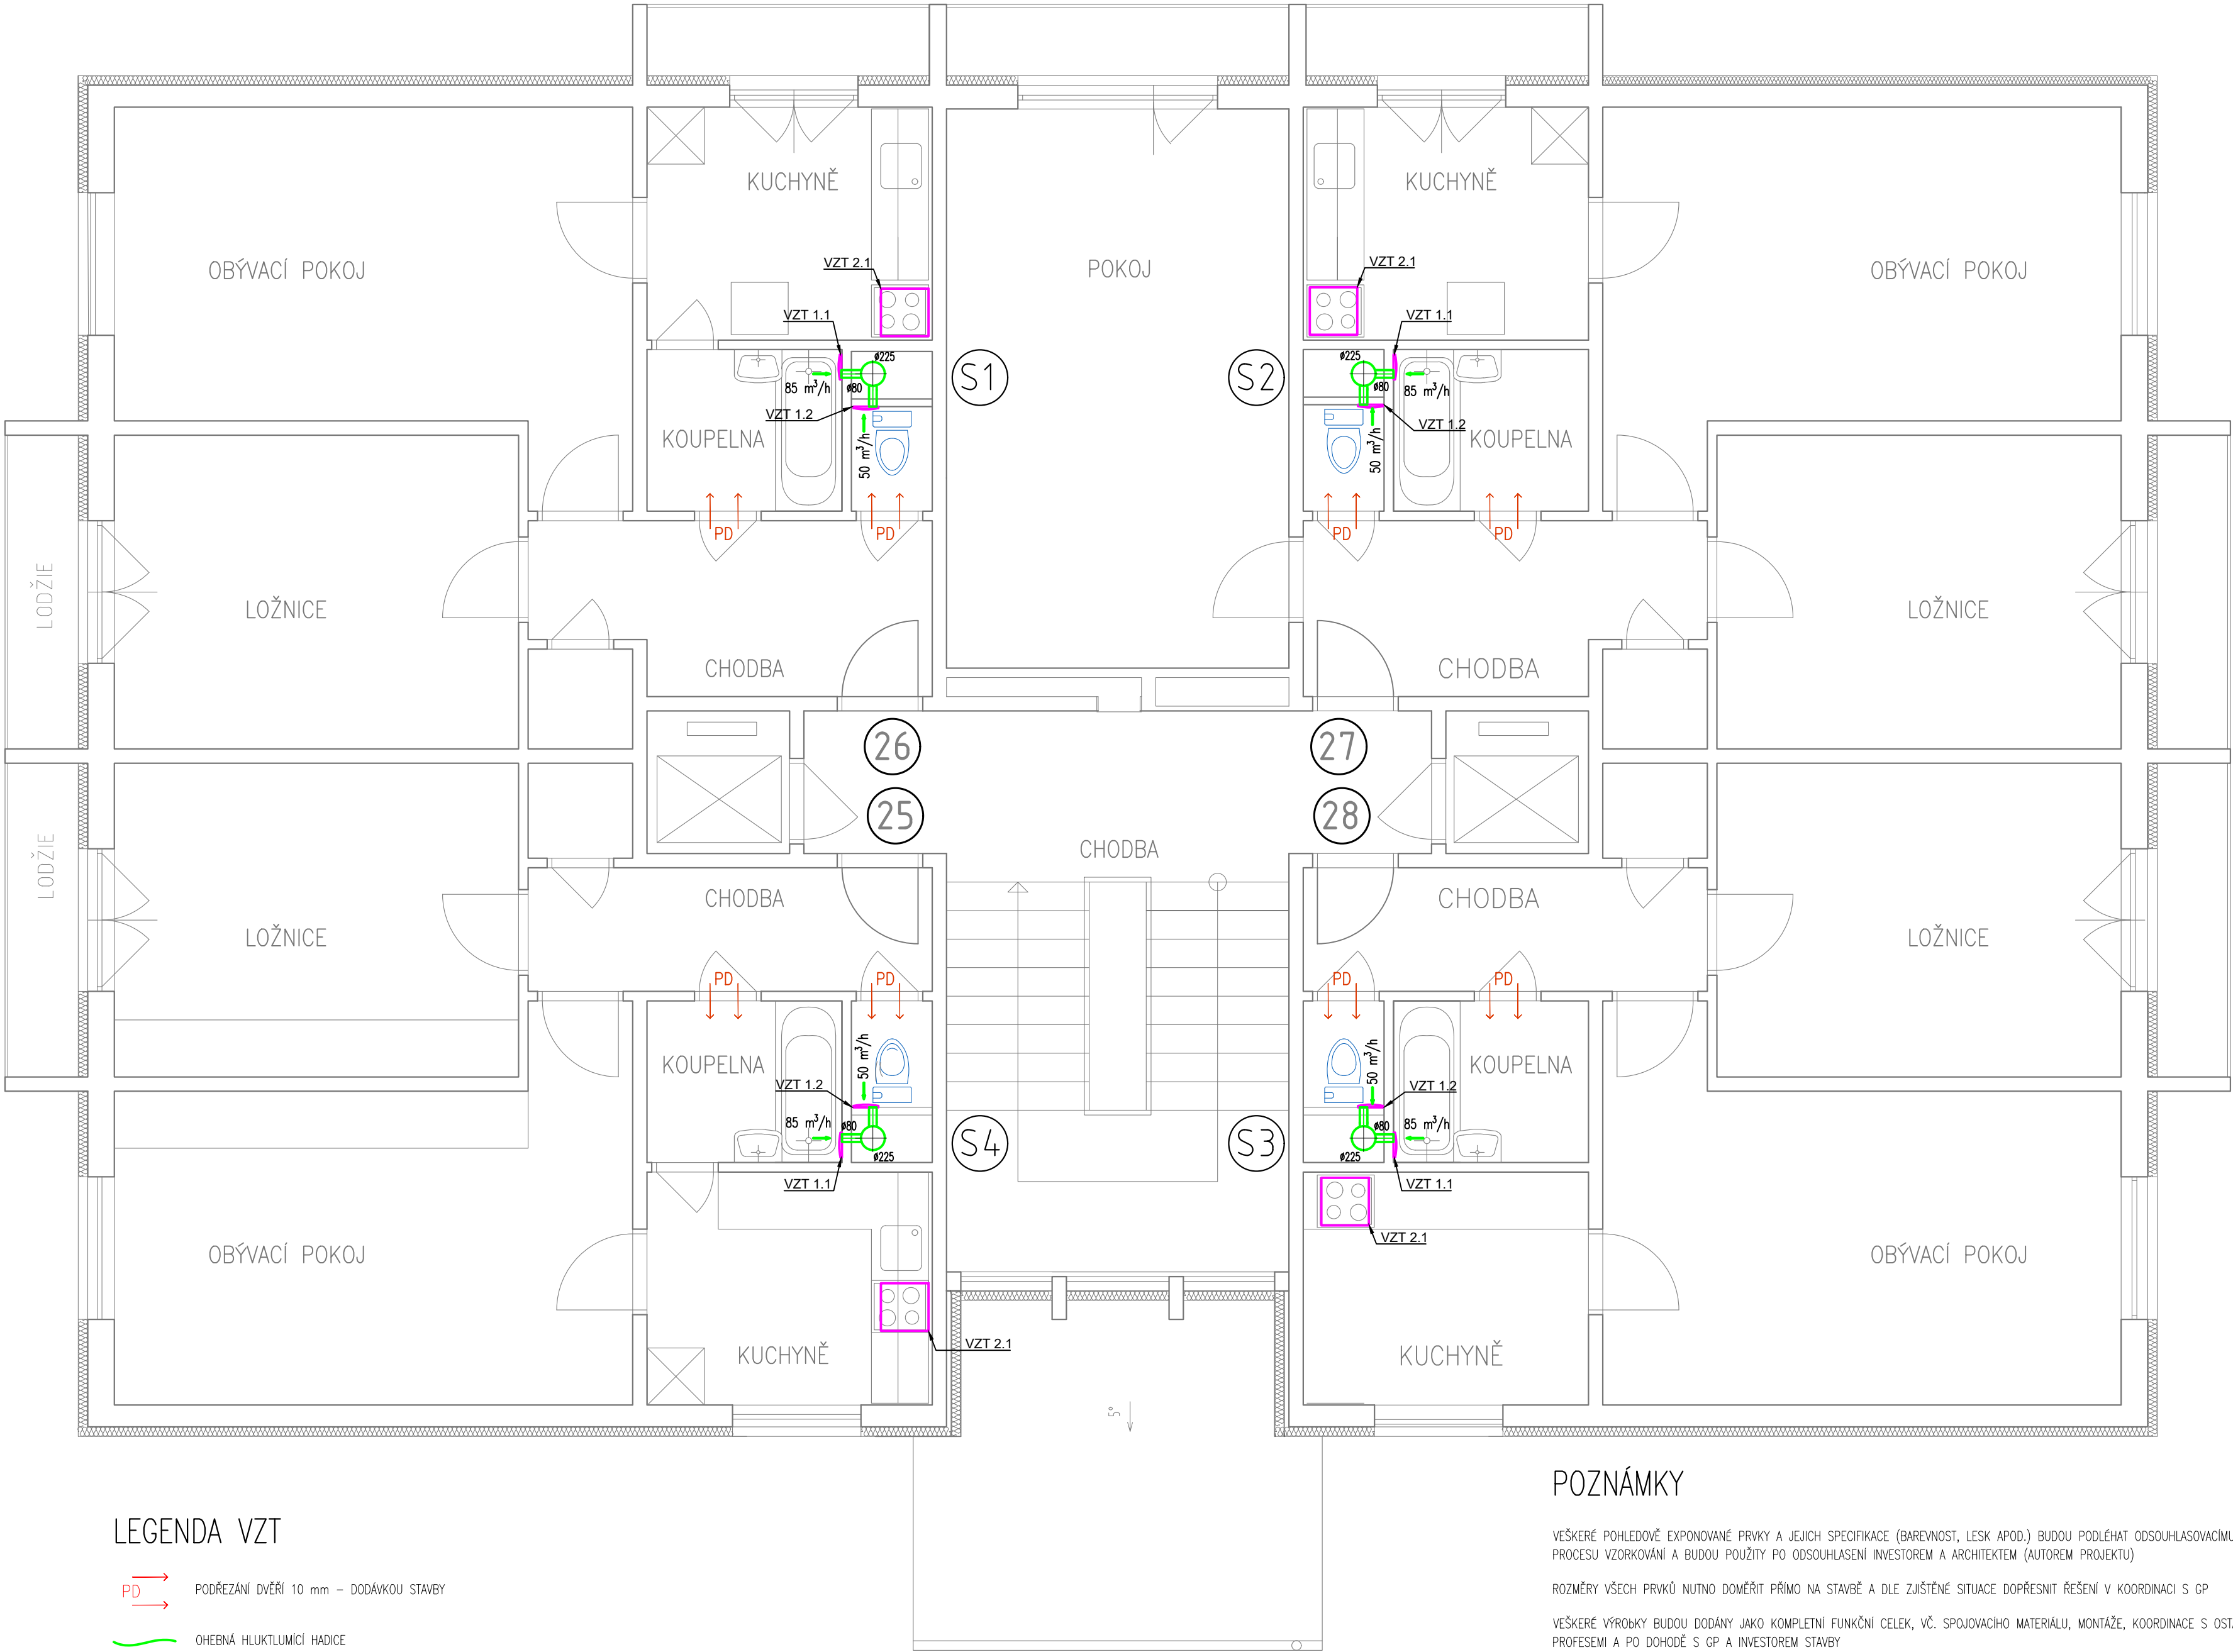 KUCHYNĚ
KUCHYNĚ
OBÝVACÍ POKOJ
POKOJ
OBÝVACÍ POKOJ
VZT 2.1
VZT 2.1
VZT 1.1
VZT 1.1
ø225
ø225
S1
S2
85 m³/h
ø80
ø80
85 m³/h
VZT 1.2
VZT 1.2
KOUPELNA
50 m³/h
50 m³/h
KOUPELNA
PD
PD
PD
PD
LODŽIE
LOŽNICE
LOŽNICE
CHODBA
CHODBA
26
27
25
28
CHODBA
LODŽIE
CHODBA
CHODBA
LOŽNICE
LOŽNICE
PD
PD
PD
PD
KOUPELNA
50 m³/h
50 m³/h
KOUPELNA
VZT 1.2
VZT 1.2
85 m³/h
ø80
ø80
85 m³/h
S4
S3
ø225
ø225
VZT 1.1
VZT 1.1
VZT 2.1
OBÝVACÍ POKOJ
OBÝVACÍ POKOJ
VZT 2.1
KUCHYNĚ
KUCHYNĚ
5°
LEGENDA VZT
PD PODŘEZÁNÍ DVĚŘÍ 10 mm – DODÁVKOU STAVBY
OHEBNÁ HLUKTLUMÍCÍ HADICE
POZNÁMKY
VEŠKERÉ POHLEDOVĚ EXPONOVANÉ PRVKY A JEJICH SPECIFIKACE (BAREVNOST, LESK APOD.) BUDOU PODLÉHAT ODSOUHLASOVACÍMU
PROCESU VZORKOVÁNÍ A BUDOU POUŽITY PO ODSOUHLASENÍ INVESTOREM A ARCHITEKTEM (AUTOREM PROJEKTU)
ROZMĚRY VŠECH PRVKŮ NUTNO DOMĚŘIT PŘÍMO NA STAVBĚ A DLE ZJIŠTĚNÉ SITUACE DOPŘESNIT ŘEŠENÍ V KOORDINACI S GP
VEŠKERÉ VÝRObKY BUDOU DODÁNY JAKO KOMPLETNÍ FUNKČNÍ CELEK, VČ. SPOJOVACÍHO MATERIÁLU, MONTÁŽE, KOORDINACE S OST.
PROFESEMI A PO DOHODĚ S GP A INVESTOREM STAVBY